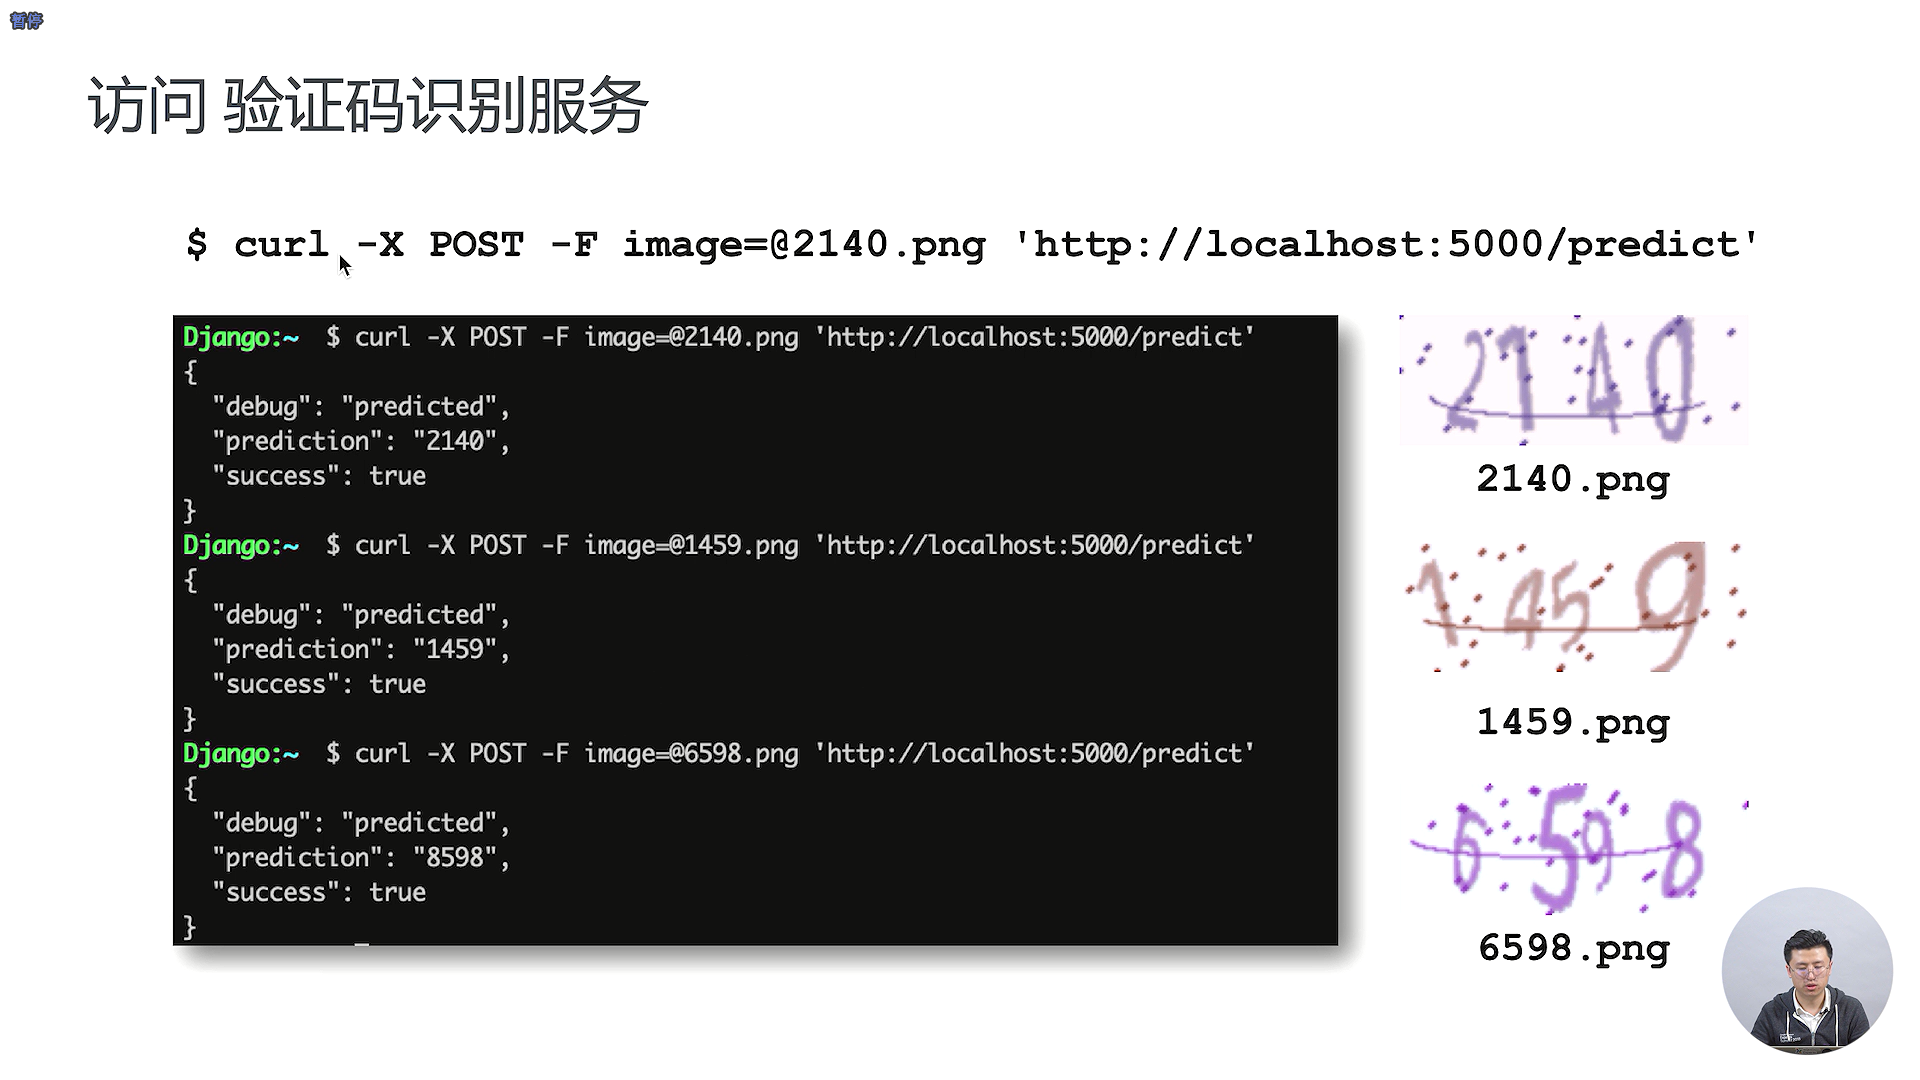 暂停
访问 验证码识别服务
$ curl -X POST -F image=@2140.png 'http://localhost:5000/predict'
Django:~ $ curl -X POST -F image=@2140.png 'http://localhost:5000/predict'
{
"debug": "predicted",
"prediction": "2140",
"success": true
}
Django:~ $ curl -X POST -F image=@1459.png 'http://localhost:5000/predict'
{
"debug": "predicted",
"prediction": "1459",
"success": true
}
Django:~ $ curl -X POST -F image=@6598.png 'http://localhost:5000/predict'
{
"debug": "predicted",
"prediction": "8598",
"success": true
}
2140
2140.png
1459
1459.png
6598
6598.png